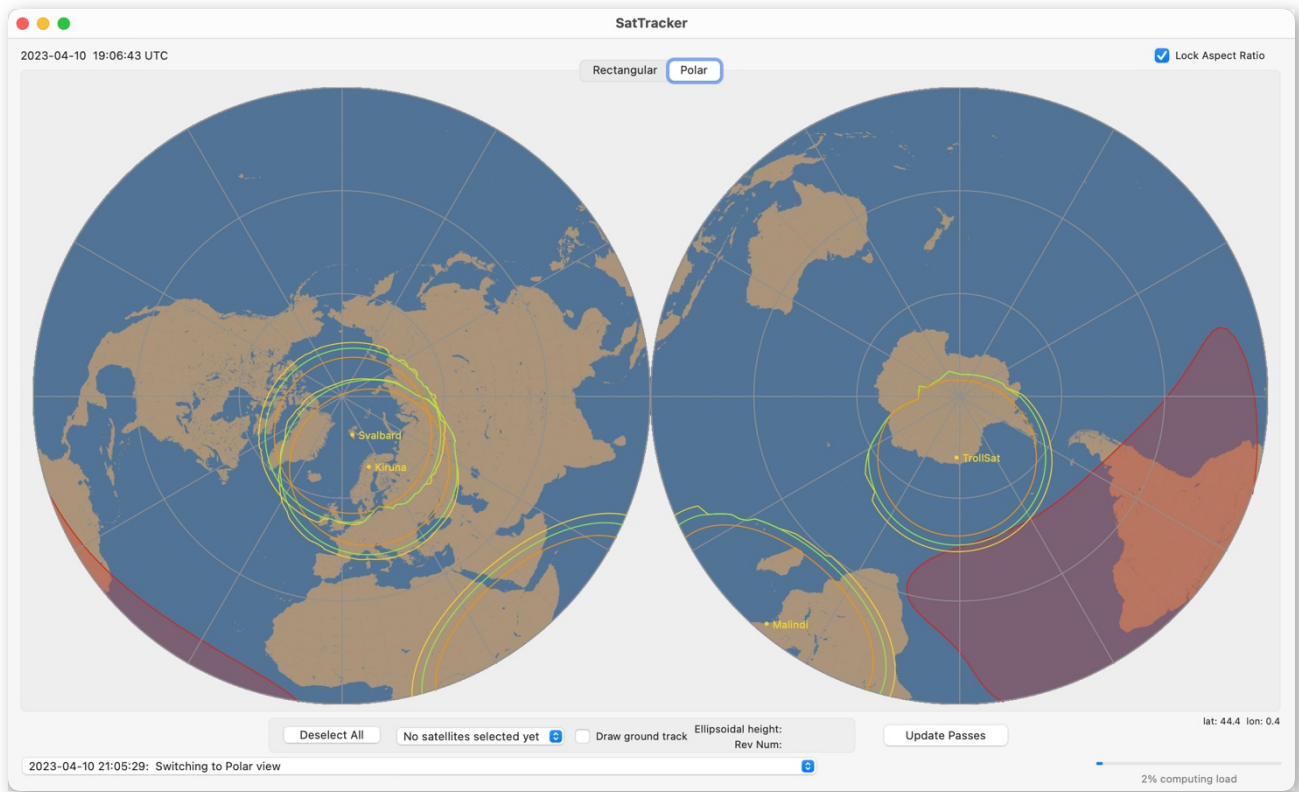 SatTracker
2023-04-10 19:06:43 UTC
Lock Aspect Ratio
Rectangular Polar
Svalbard
Kiruna
TrollSat
Malindi
lat: 44.4 lon: 0.4
Deselect All
No satellites selected yet
Draw ground track
Ellipsoidal height:
Rev Num:
Update Passes
2023-04-10 21:05:29: Switching to Polar view
2% computing load